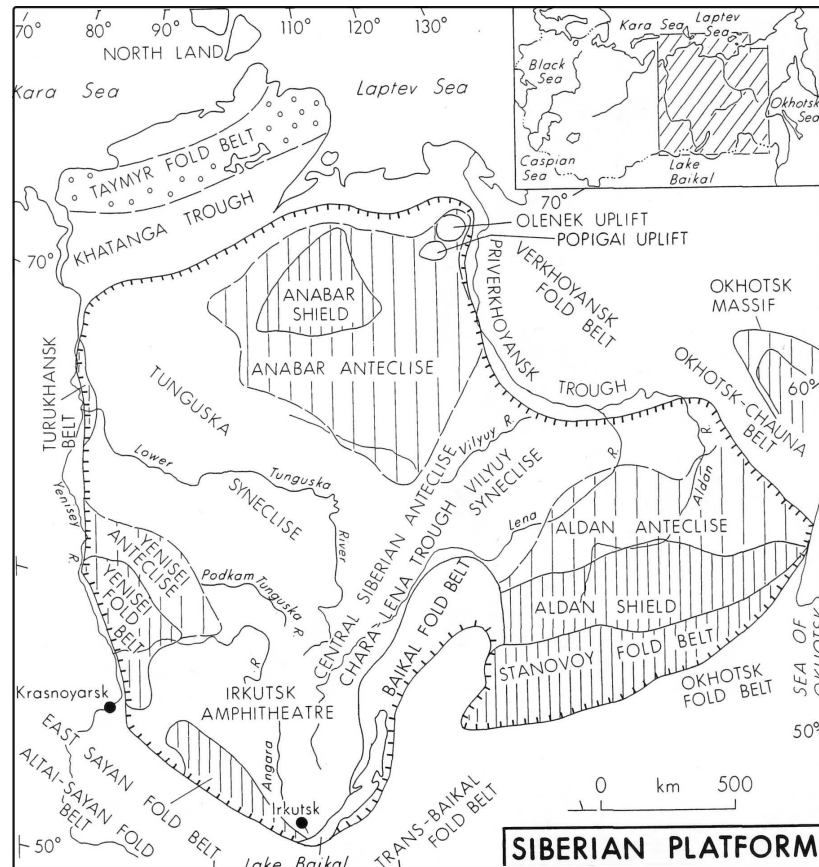 70°
80°
90°
110°
120°
130°
NORTH LAND
Kara Sea
Laptev Sea
Kara Sea
Laptev
Sea
Black
Sea
Okhotsk
Sea
Caspian
Sea
Lake
Baikal
70°
TAYMYR FOLD BELT
KHATANGA TROUGH
OLENEK UPLIFT
POPIGAI UPLIFT
70°
ANABAR
SHIELD
ANABAR ANTECLISE
PRIVERKHOYANSK
TROUGH
VERKHOYANSK
FOLD BELT
OKHOTSK
MASSIF
60°
OKHOTSK-CHAUNA
BELT
TURUKHANSK
BELT
TUNGUSKA
SYNECLISE
Lower
Tunguska
River
Yenisey
R.
Vilyuy R.
VILYUY
SYNECLISE
CENTRAL SIBERIAN ANTECLISE
CHARA-LENA TROUGH
Lena
R.
Aldan
R.
ALDAN ANTECLISE
YENISEI
ANTECLISE
YENISEI
FOLD
BELT
Podkam
Tunguska
R.
BAIKAL FOLD BELT
ALDAN SHIELD
STANOVOY FOLD BELT
OKHOTSK
FOLD BELT
SEA OF
OKHOTSK
Krasnoyarsk
R.
IRKUTSK
AMPHITHEATRE
Angara
Irkutsk
EAST SAYAN FOLD BELT
ALTAI-SAYAN FOLD
BELT
50°
50°
Lake Baikal
TRANS-BAIKAL
FOLD BELT
0 km 500
SIBERIAN PLATFORM